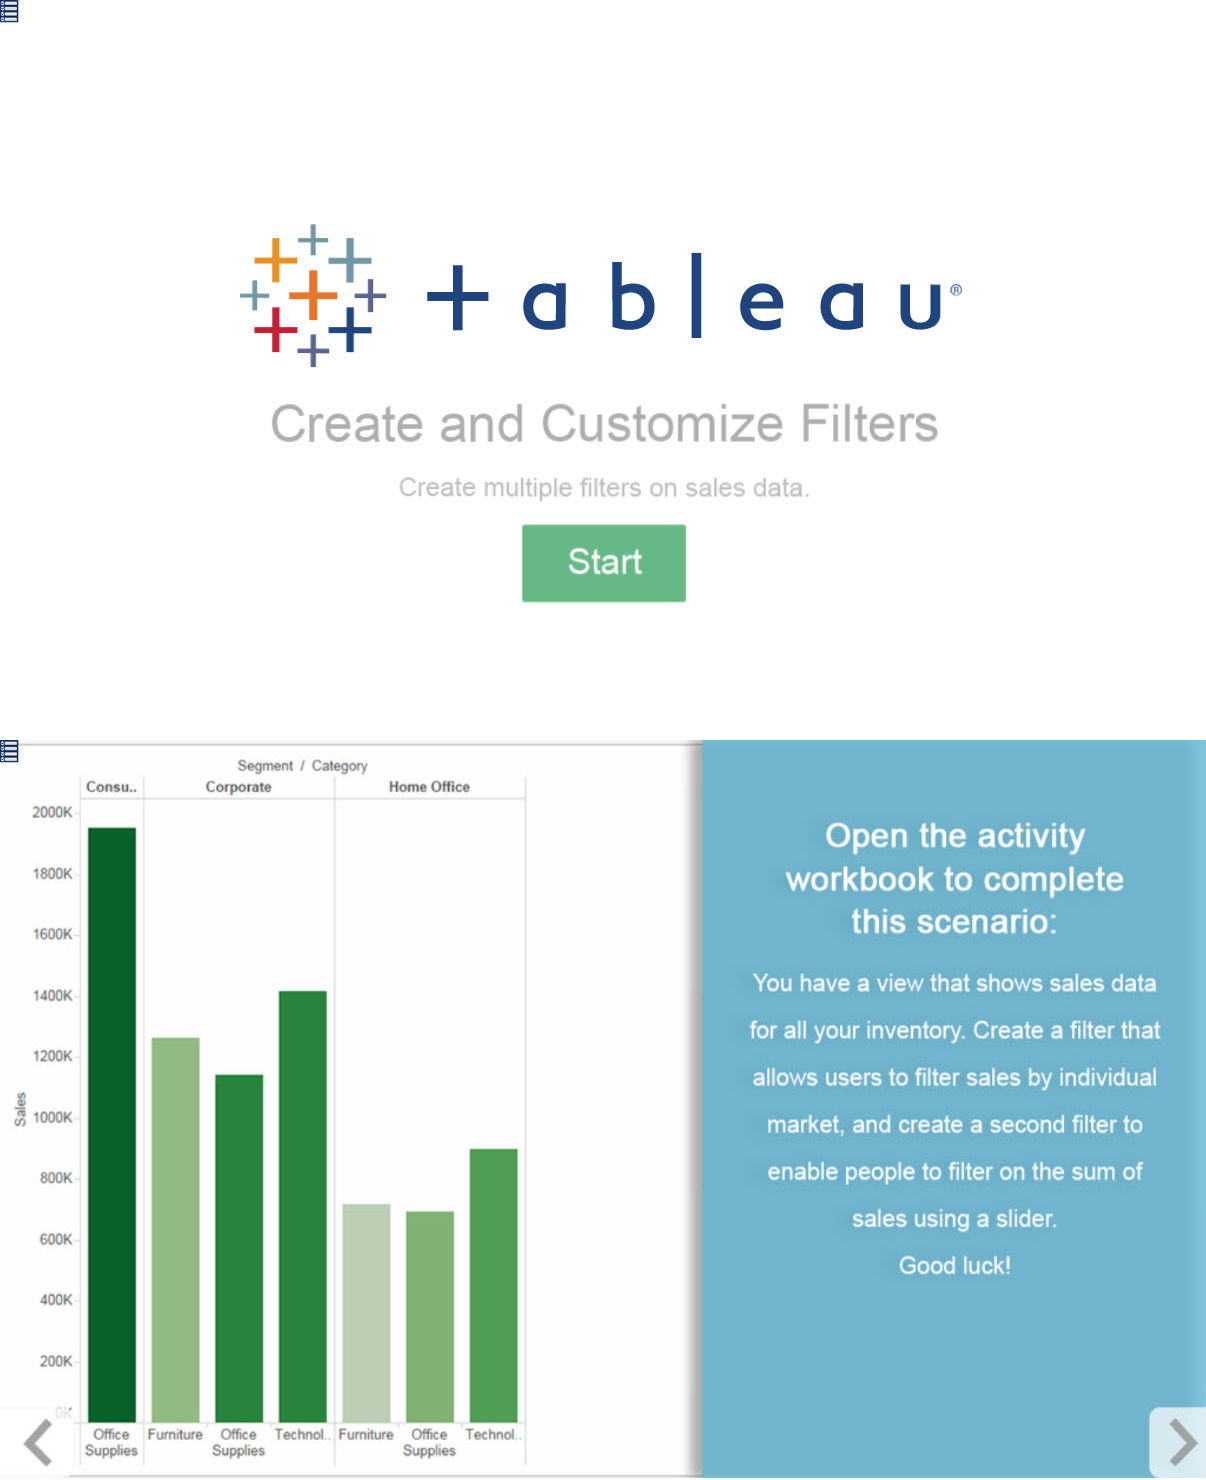 tableau®
Create and Customize Filters
Create multiple filters on sales data.
Start
Segment / Category
Consu..
Corporate
Home Office
2000K
1800K
1600K
1400K
1200K
1000K
800K
600K
400K
200K
0K
Sales
Office Supplies
Furniture
Office Supplies
Technol..
Furniture
Office Supplies
Technol..
Open the activity
workbook to complete
this scenario:
You have a view that shows sales data
for all your inventory. Create a filter that
allows users to filter sales by individual
market, and create a second filter to
enable people to filter on the sum of
sales using a slider.
Good luck!